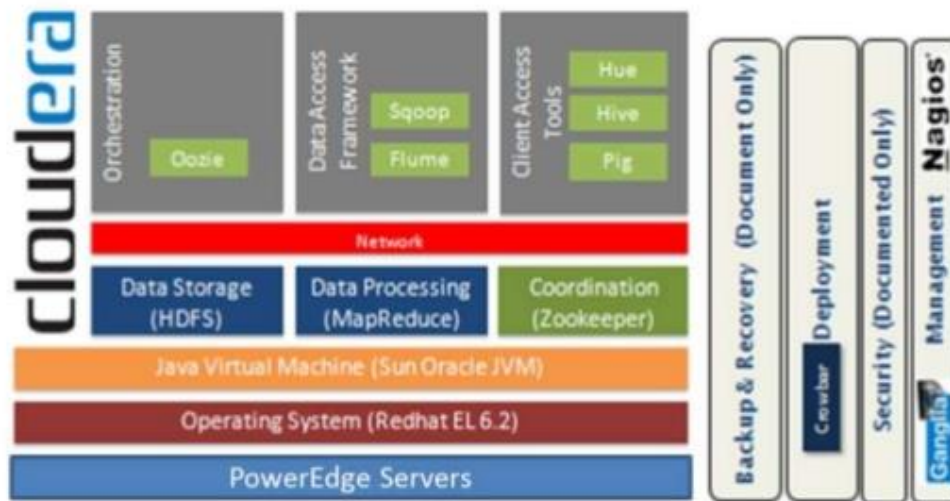 cloudera
Orchestration
Oozie
Data Access
Framework
Sqoop
Flume
Client Access
Tools
Hue
Hive
Pig
Network
Data Storage
(HDFS)
Data Processing
(MapReduce)
Coordination
(Zookeeper)
Java Virtual Machine (Sun Oracle JVM)
Operating System (Redhat EL 6.2)
PowerEdge Servers
Backup & Recovery (Document Only)
Crowbar
Deployment
Security (Documented Only)
Ganglia
Management
Nagios®